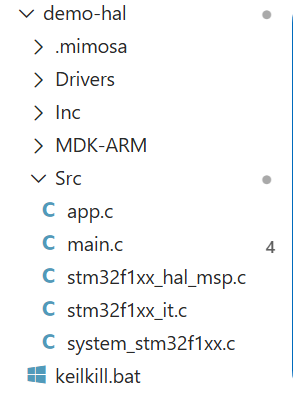 demo-hal
.mimosa
Drivers
Inc
MDK-ARM
Src
C app.c
C main.c 4
C stm32f1xx_hal_msp.c
C stm32f1xx_it.c
C system_stm32f1xx.c
keilkill.bat